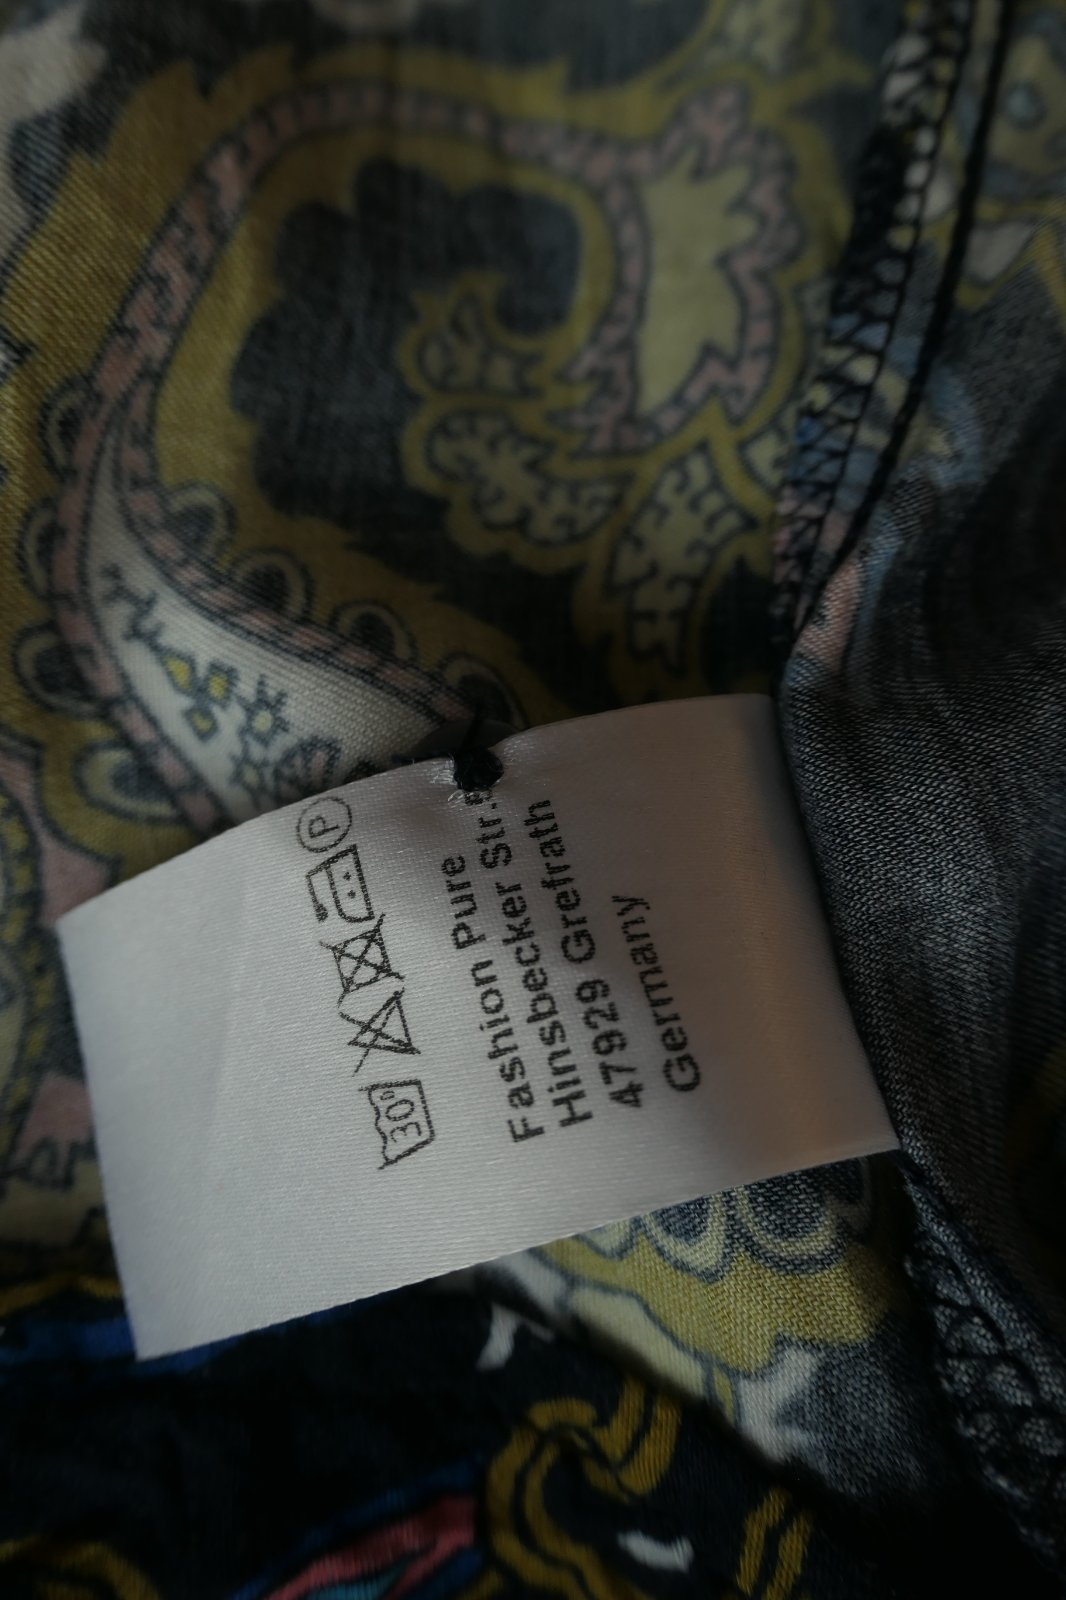 30°
P
Fashion Pure
Hinsbecker Str.
47929 Grefrath
Germany